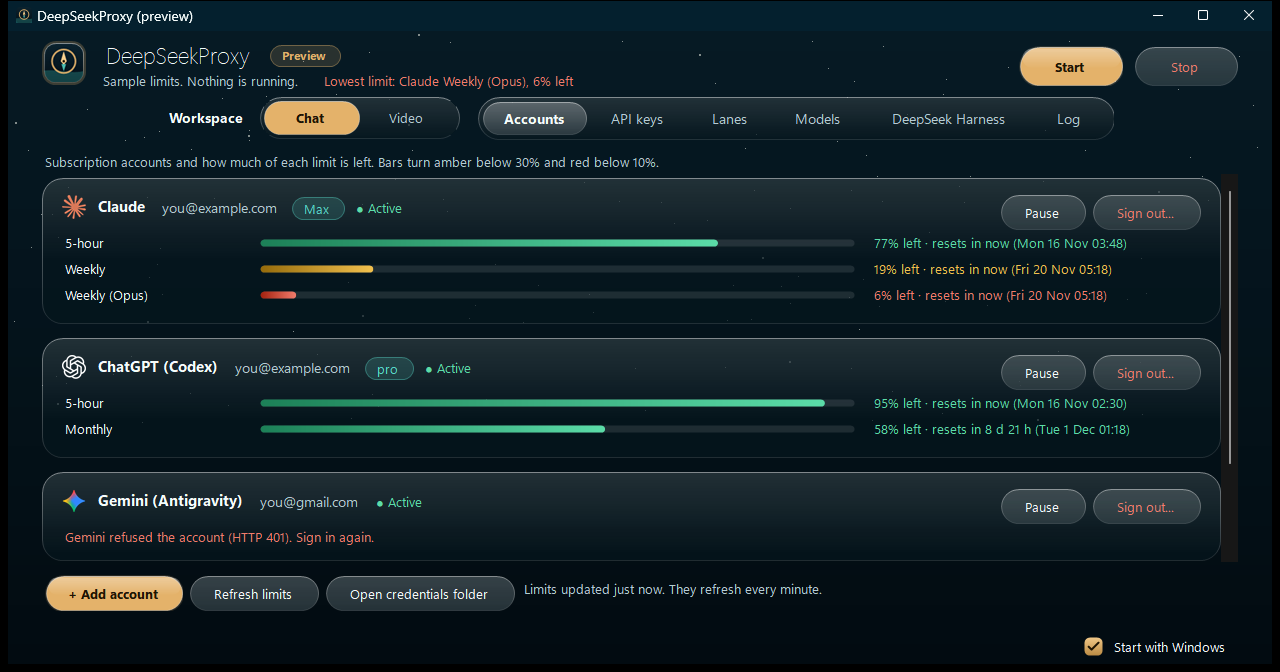 DeepSeekProxy (preview)
DeepSeekProxy Preview
Sample limits. Nothing is running. Lowest limit: Claude Weekly (Opus), 6% left
Start Stop
Workspace Chat Video Accounts API keys Lanes Models DeepSeek Harness Log
Subscription accounts and how much of each limit is left. Bars turn amber below 30% and red below 10%.
Claude you@example.com Max ● Active Pause Sign out...
5-hour 77% left · resets in now (Mon 16 Nov 03:48)
Weekly 19% left · resets in now (Fri 20 Nov 05:18)
Weekly (Opus) 6% left · resets in now (Fri 20 Nov 05:18)
ChatGPT (Codex) you@example.com pro ● Active Pause Sign out...
5-hour 95% left · resets in now (Mon 16 Nov 02:30)
Monthly 58% left · resets in 8 d 21 h (Tue 1 Dec 01:18)
Gemini (Antigravity) you@gmail.com ● Active Pause Sign out...
Gemini refused the account (HTTP 401). Sign in again.
+ Add account Refresh limits Open credentials folder Limits updated just now. They refresh every minute.
Start with Windows